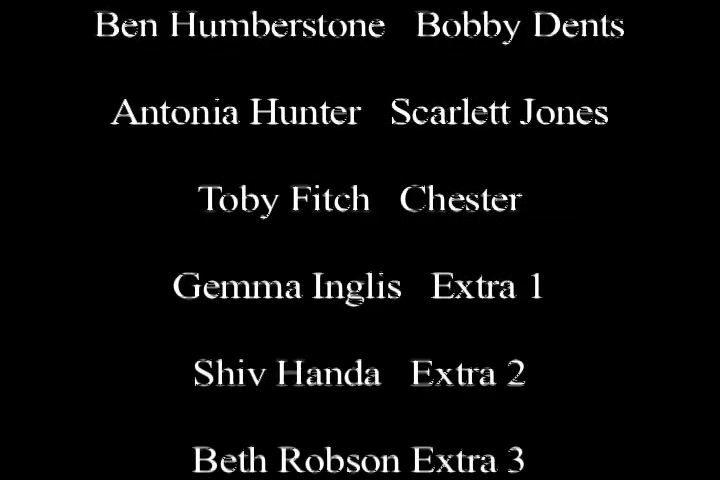 Ben Humberstone Bobby Dents
Antonia Hunter Scarlett Jones
Toby Fitch Chester
Gemma Inglis Extra 1
Shiv Handa Extra 2
Beth Robson Extra 3